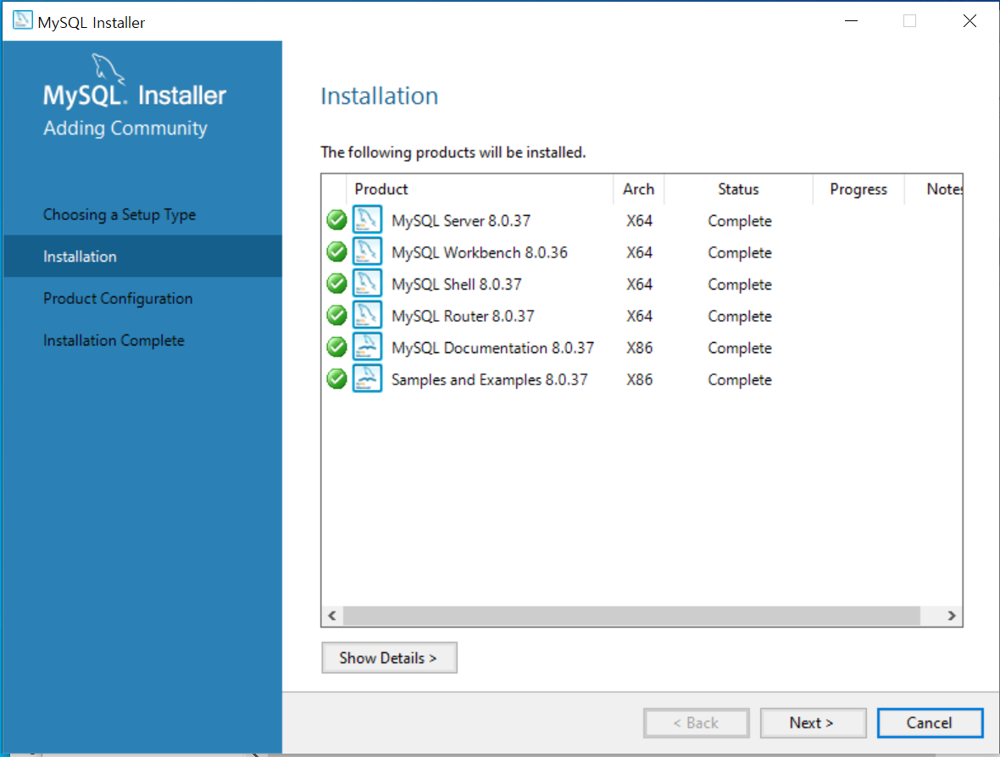 MySQL Installer
MySQL. Installer
Adding Community
Choosing a Setup Type
Installation
Product Configuration
Installation Complete
Installation
The following products will be installed.
Product Arch Status Progress Notes
MySQL Server 8.0.37 X64 Complete
MySQL Workbench 8.0.36 X64 Complete
MySQL Shell 8.0.37 X64 Complete
MySQL Router 8.0.37 X64 Complete
MySQL Documentation 8.0.37 X86 Complete
Samples and Examples 8.0.37 X86 Complete
Show Details >
< Back Next > Cancel